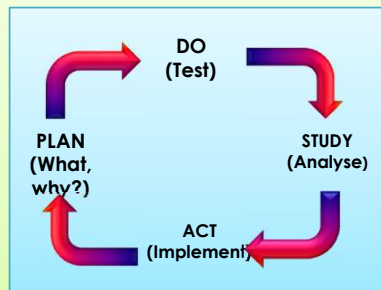 DO
(Test)
PLAN
(What,
why?)
STUDY
(Analyse)
ACT
(Implement)